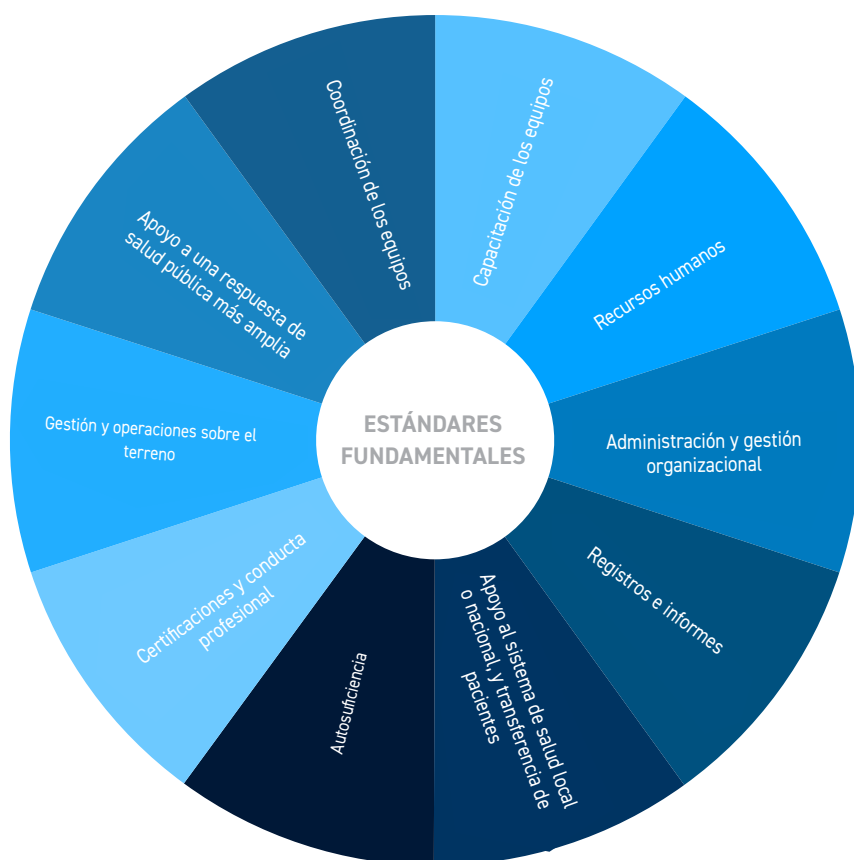 ESTÁNDARES
FUNDAMENTALES
Capacitación de los equipos
Recursos humanos
Administración y gestión
organizacional
Registros e informes
Apoyo al sistema de salud local
o nacional, y transferencia de
pacientes
Autosuficiencia
Certificaciones y conducta
profesional
Gestión y operaciones sobre el
terreno
Apoyo a una respuesta de
salud pública más amplia
Coordinación de los equipos